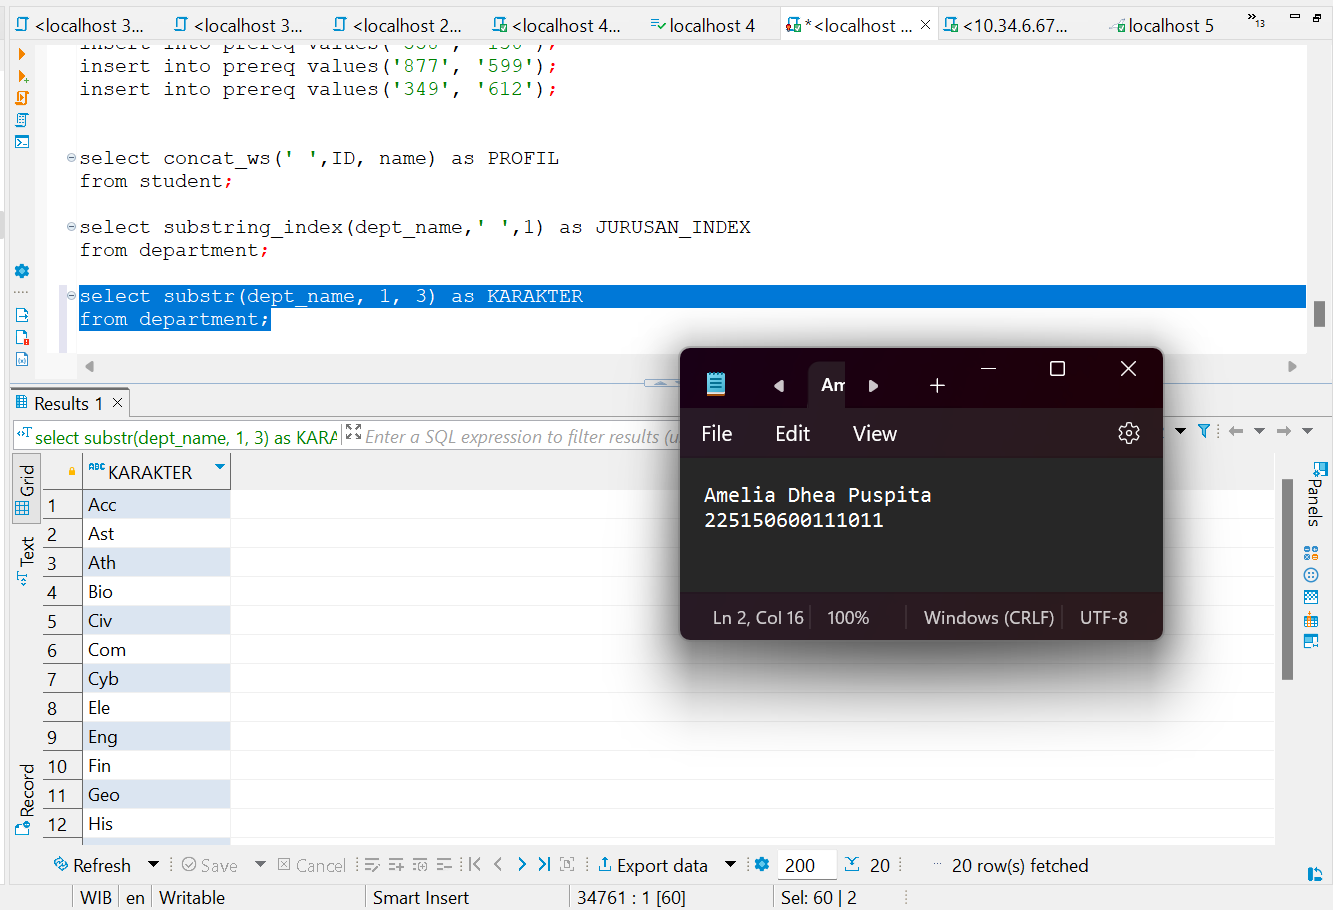 <localhost 3...
<localhost 3...
<localhost 2...
<localhost 4...
localhost 4
*<localhost ...
<10.34.6.67...
localhost 5
»13
insert into prereq values('877', '599');
insert into prereq values('349', '612');
select concat_ws(' ',ID, name) as PROFIL
from student;
select substring_index(dept_name,' ',1) as JURUSAN_INDEX
from department;
select substr(dept_name, 1, 3) as KARAKTER
from department;
Results 1
select substr(dept_name, 1, 3) as KARA
Enter a SQL expression to filter results (u
Grid
Text
Record
Panels
ABC KARAKTER
1 Acc
2 Ast
3 Ath
4 Bio
5 Civ
6 Com
7 Cyb
8 Ele
9 Eng
10 Fin
11 Geo
12 His
Am
File Edit View
Amelia Dhea Puspita
225150600111011
Ln 2, Col 16 100% Windows (CRLF) UTF-8
Refresh Save Cancel Export data 200 20 ... 20 row(s) fetched
WIB en Writable Smart Insert 34761 : 1 [60] Sel: 60 | 2